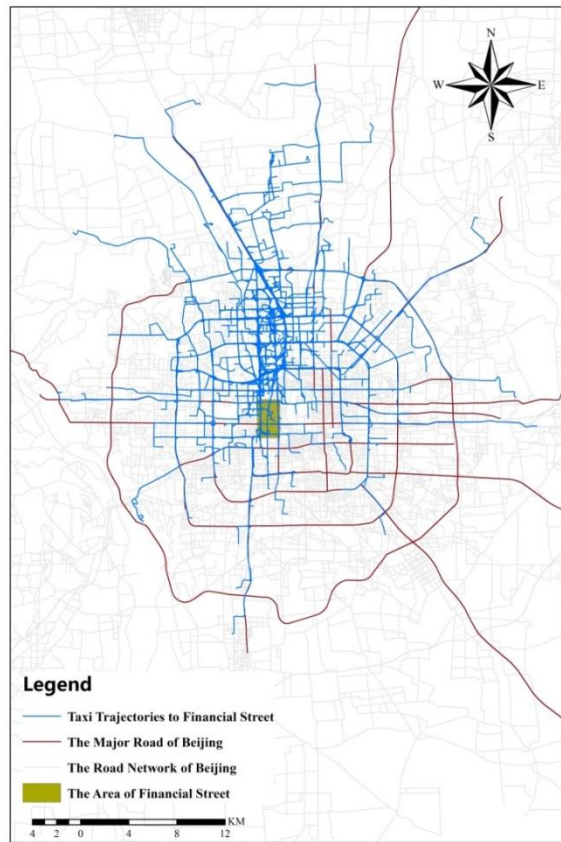 N
W E
S
Legend
Taxi Trajectories to Financial Street
The Major Road of Beijing
The Road Network of Beijing
The Area of Financial Street
KM
4 2 0 4 8 12